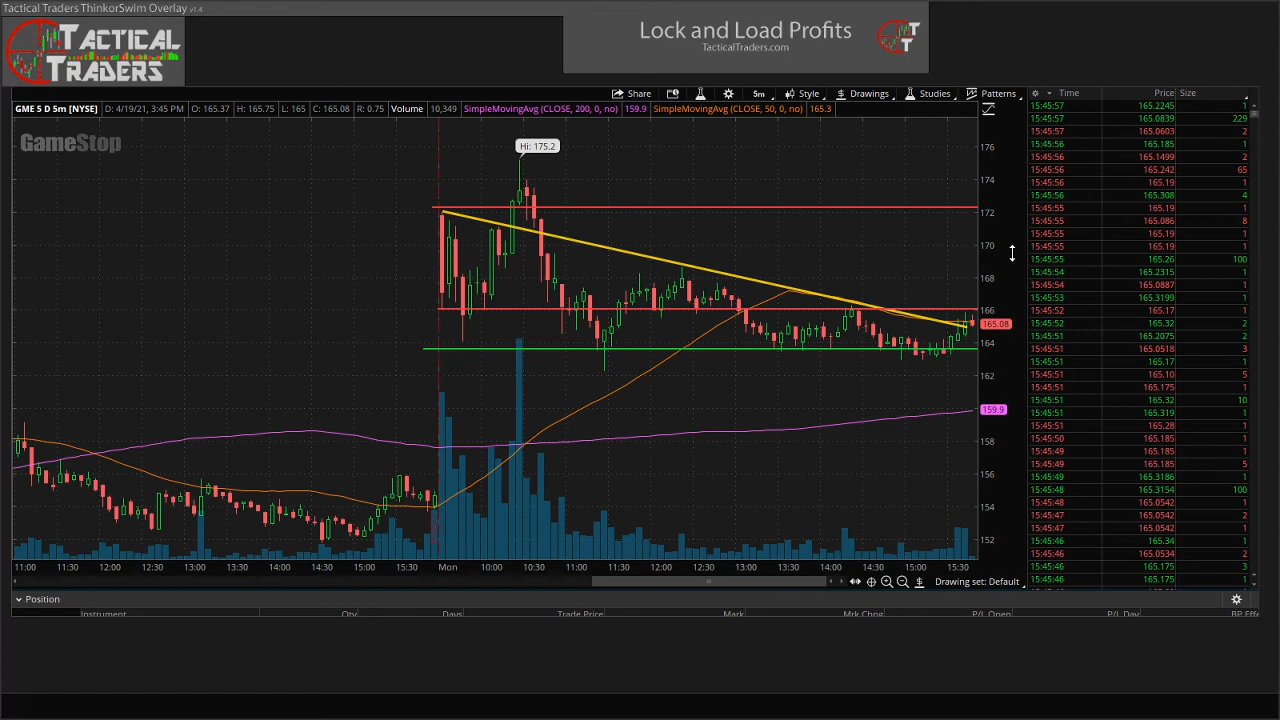 Tactical Traders ThinkorSwim Overlay v1.4
TACTICAL
TRADERS
Lock and Load Profits
TacticalTraders.com
TT
Share 5m Style Drawings Studies Patterns
GME 5 D 5m [NYSE] D: 4/19/21, 3:45 PM O: 165.37 H: 165.75 L: 165 C: 165.08 R: 0.75 Volume 10,349 SimpleMovingAvg (CLOSE, 200, 0, no) 159.9 SimpleMovingAvg (CLOSE, 50, 0, no) 165.3
GameStop
Hi: 175.2
176
174
172
170
168
166
165.08
164
162
159.9
158
156
154
152
11:00 11:30 12:00 12:30 13:00 13:30 14:00 14:30 15:00 15:30 Mon 10:00 10:30 11:00 11:30 12:00 12:30 13:00 13:30 14:00 14:30 15:00 15:30
Drawing set: Default
Time Price Size
15:45:57 165.2245 1
15:45:57 165.0839 229
15:45:57 165.0603 2
15:45:56 165.185 1
15:45:56 165.1499 2
15:45:56 165.242 65
15:45:56 165.19 1
15:45:56 165.308 4
15:45:55 165.19 1
15:45:55 165.086 8
15:45:55 165.19 1
15:45:55 165.19 1
15:45:55 165.26 100
15:45:54 165.2315 1
15:45:54 165.0887 1
15:45:53 165.3199 1
15:45:52 165.17 1
15:45:52 165.32 2
15:45:51 165.2075 2
15:45:51 165.0518 3
15:45:51 165.17 1
15:45:51 165.10 5
15:45:51 165.175 1
15:45:51 165.32 10
15:45:51 165.319 1
15:45:51 165.28 1
15:45:50 165.185 1
15:45:49 165.185 1
15:45:49 165.185 5
15:45:49 165.3186 1
15:45:48 165.3154 100
15:45:48 165.0542 1
15:45:47 165.0542 2
15:45:47 165.0542 1
15:45:46 165.34 1
15:45:46 165.0534 2
15:45:46 165.175 3
15:45:46 165.175 1
Position
Instrument Qty Days Trade Price Mark Mrk Chng P/L Open P/L Day BP Effe